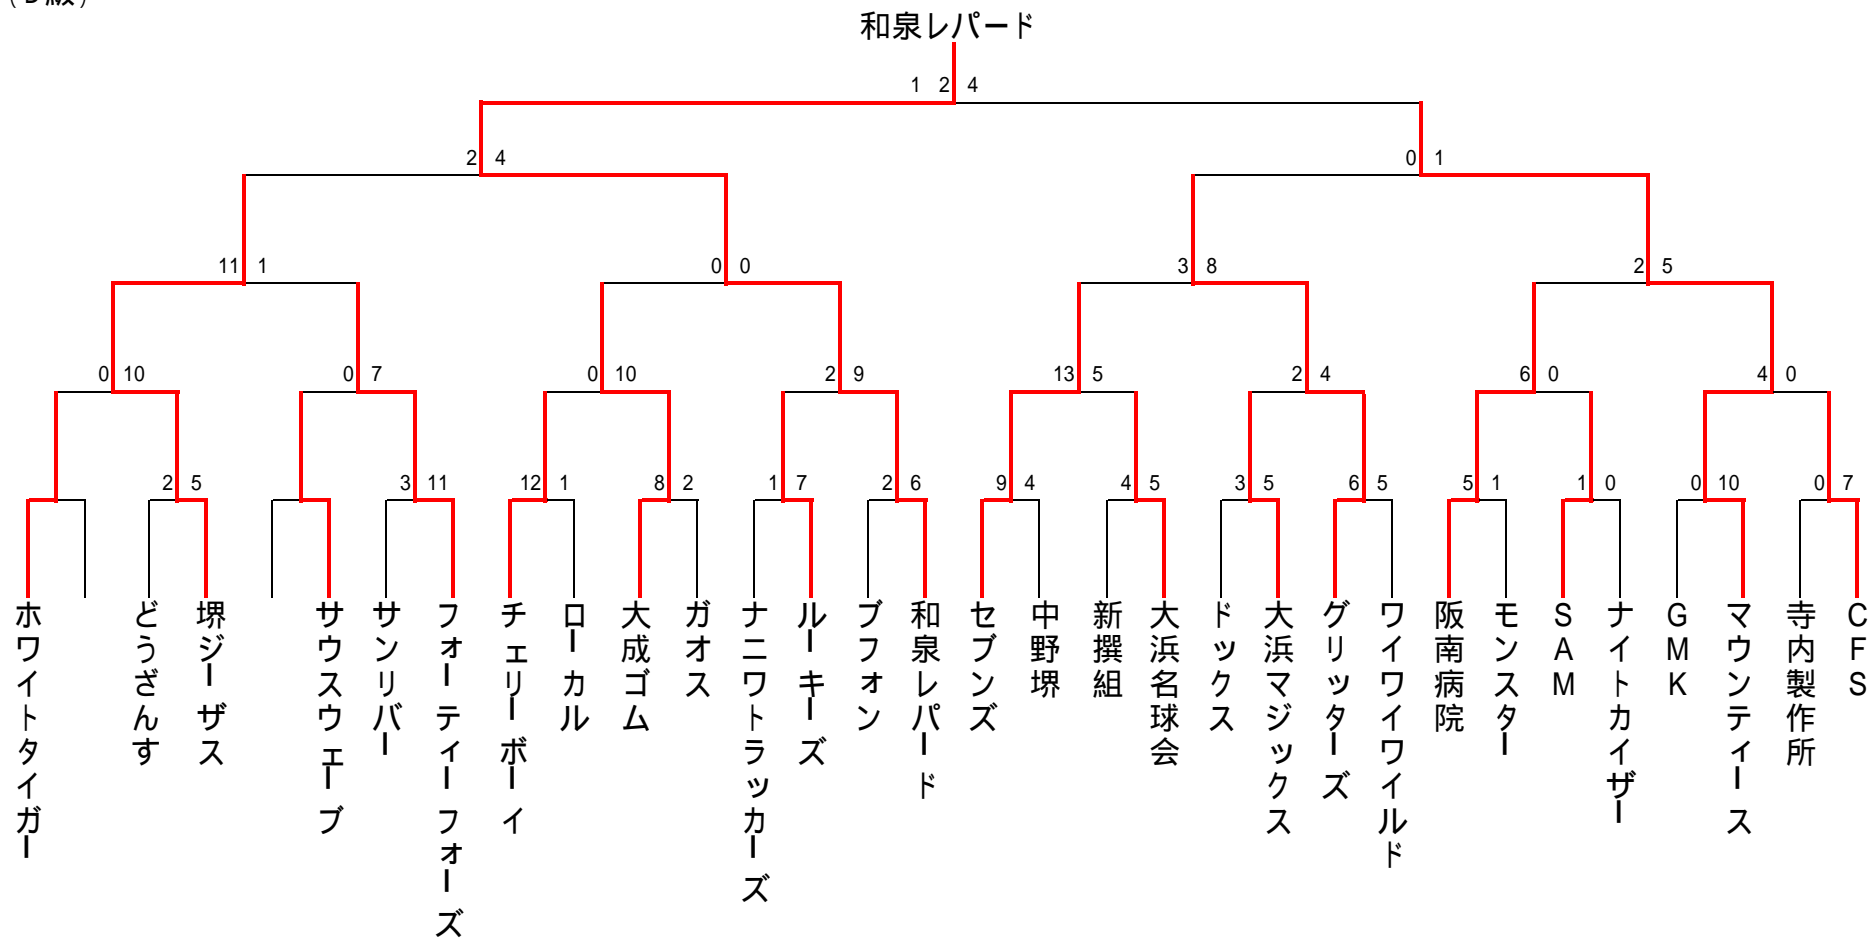 和泉レパード
1 2 4
2 4
0 1
11 1
0 0
3 8
2 5
0 10
0 7
0 10
2 9
13 5
2 4
6 0
4 0
2 5
3 11
12 1
8 2
1 7
2 6
9 4
4 5
3 5
6 5
5 1
1 0
0 10
0 7
ホワイトタイガー
どうざんす
堺ジーザス
サウスウェーブ
サンリバー
フォーティーフォーズ
チェリーボーイ
ローカル
大成ゴム
ガオス
ナニワトラッカーズ
ルーキーズ
ブフォン
和泉レパード
セブンズ
中野堺
新撰組
大浜名球会
ドックス
大浜マジックス
グリッターズ
ワイワイワイルド
阪南病院
モンスター
SAM
ナイトカイザー
GMK
マウンティース
寺内製作所
CFS